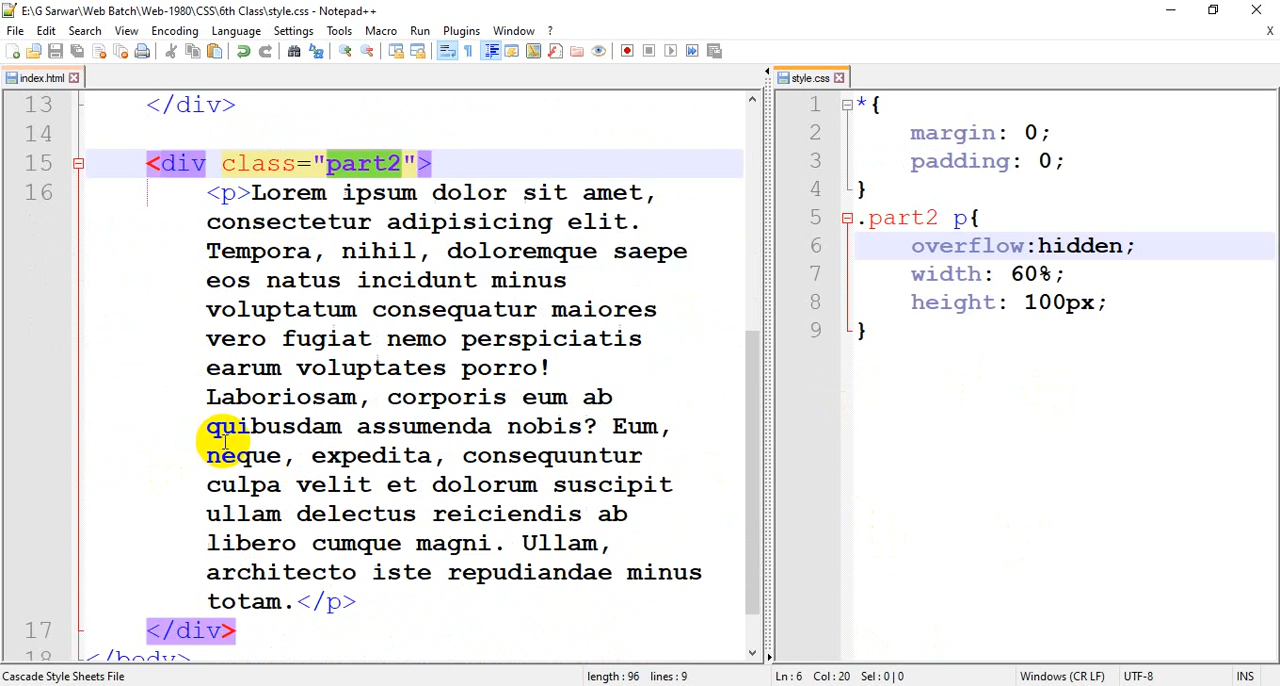 E:\G Sarwar\Web Batch\Web-1980\CSS\6th Class\style.css - Notepad++
File Edit Search View Encoding Language Settings Tools Macro Run Plugins Window ? X
index.html
13 </div>
14
15 <div class="part2">
16 <p>Lorem ipsum dolor sit amet,
consectetur adipisicing elit.
Tempora, nihil, doloremque saepe
eos natus incidunt minus
voluptatum consequatur maiores
vero fugiat nemo perspiciatis
earum voluptates porro!
Laboriosam, corporis eum ab
quibusdam assumenda nobis? Eum,
neque, expedita, consequuntur
culpa velit et dolorum suscipit
ullam delectus reiciendis ab
libero cumque magni. Ullam,
architecto iste repudiandae minus
totam.</p>
17 </div>
18 </body>
style.css
1 *{
2 margin: 0;
3 padding: 0;
4 }
5 .part2 p{
6 overflow:hidden;
7 width: 60%;
8 height: 100px;
9 }
Cascade Style Sheets File length : 96 lines : 9 Ln : 6 Col : 20 Sel : 0 | 0 Windows (CR LF) UTF-8 INS